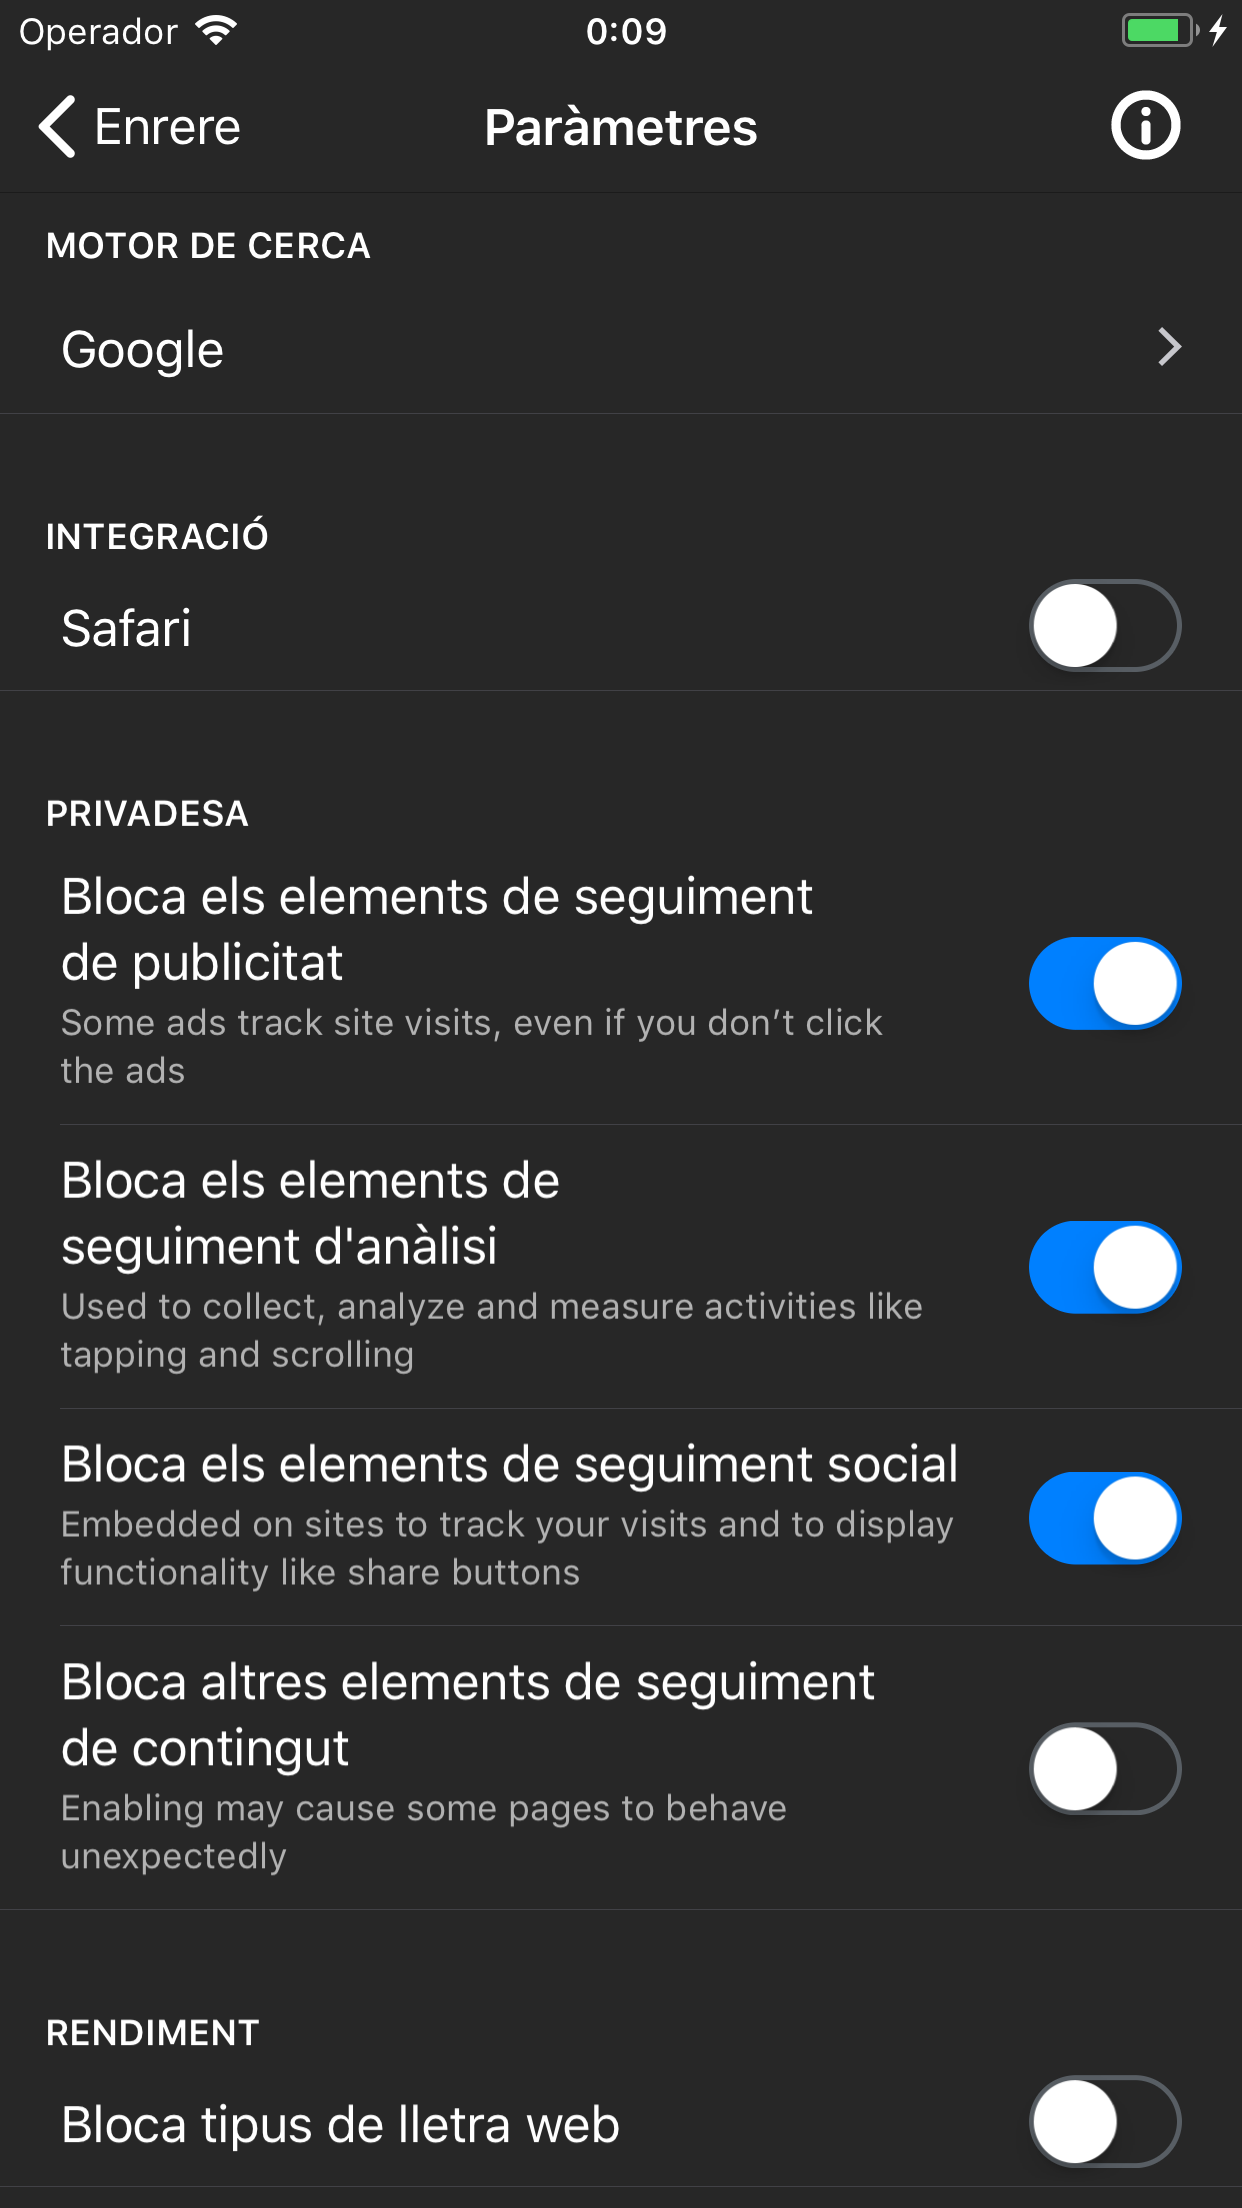 Operador
0:09
Enrere
Paràmetres
MOTOR DE CERCA
Google
INTEGRACIÓ
Safari
PRIVADESA
Bloca els elements de seguiment
de publicitat
Some ads track site visits, even if you don’t click
the ads
Bloca els elements de
seguiment d'anàlisi
Used to collect, analyze and measure activities like
tapping and scrolling
Bloca els elements de seguiment social
Embedded on sites to track your visits and to display
functionality like share buttons
Bloca altres elements de seguiment
de contingut
Enabling may cause some pages to behave
unexpectedly
RENDIMENT
Bloca tipus de lletra web